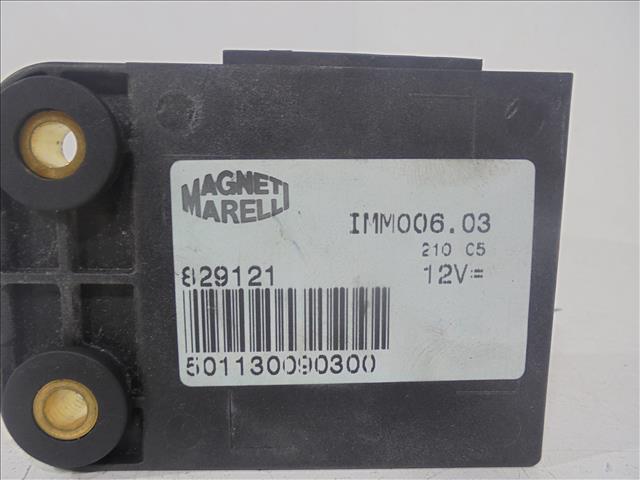 MAGNETI
MARELLI
IMM006.03
210 C5
829121
12V=
501130090300